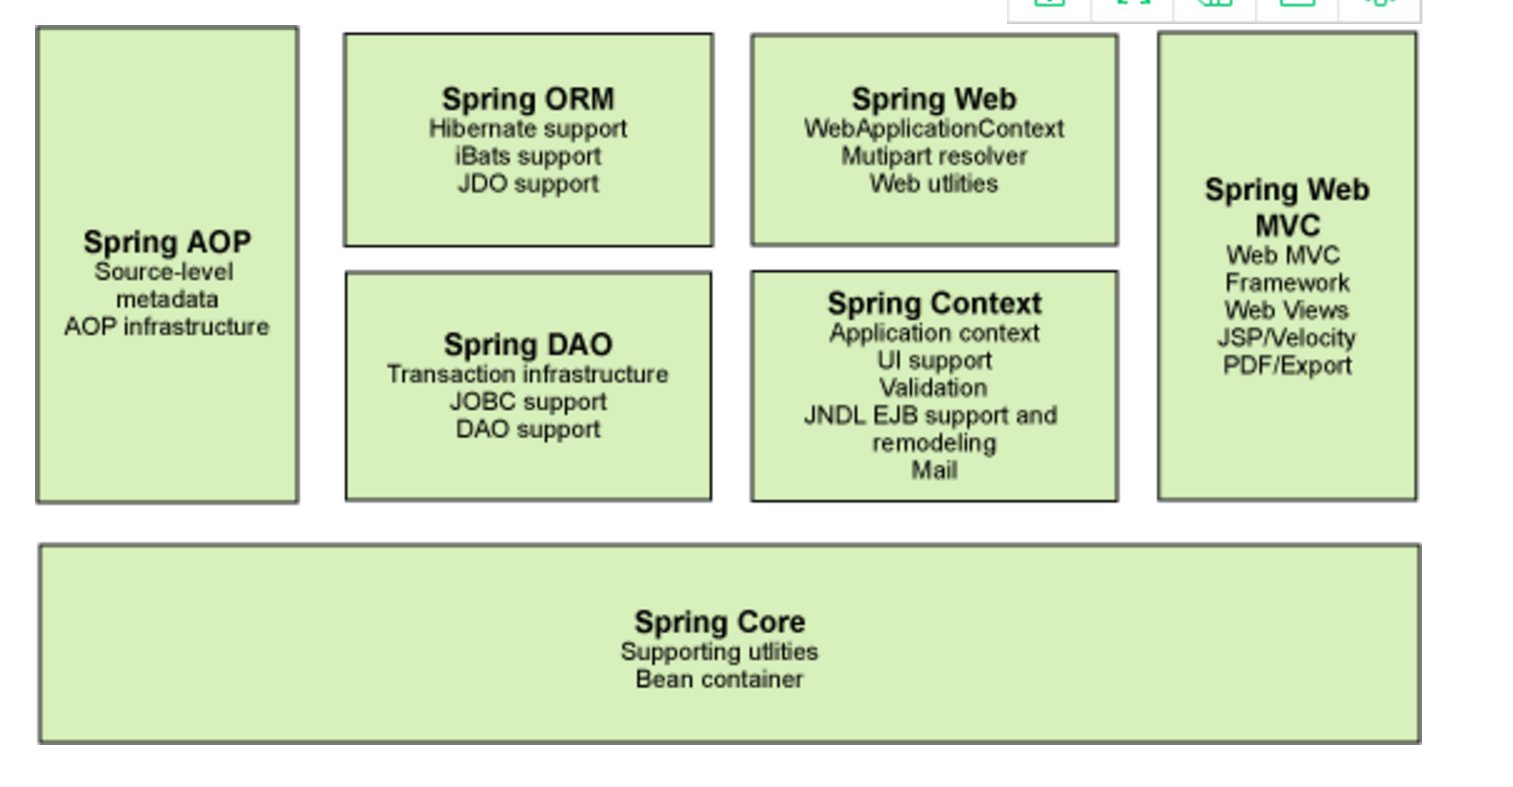 Spring AOP
Source-level
metadata
AOP infrastructure
Spring ORM
Hibernate support
iBats support
JDO support
Spring DAO
Transaction infrastructure
JOBC support
DAO support
Spring Web
WebApplicationContext
Mutipart resolver
Web utlities
Spring Context
Application context
UI support
Validation
JNDL EJB support and
remodeling
Mail
Spring Web
MVC
Web MVC
Framework
Web Views
JSP/Velocity
PDF/Export
Spring Core
Supporting utlities
Bean container